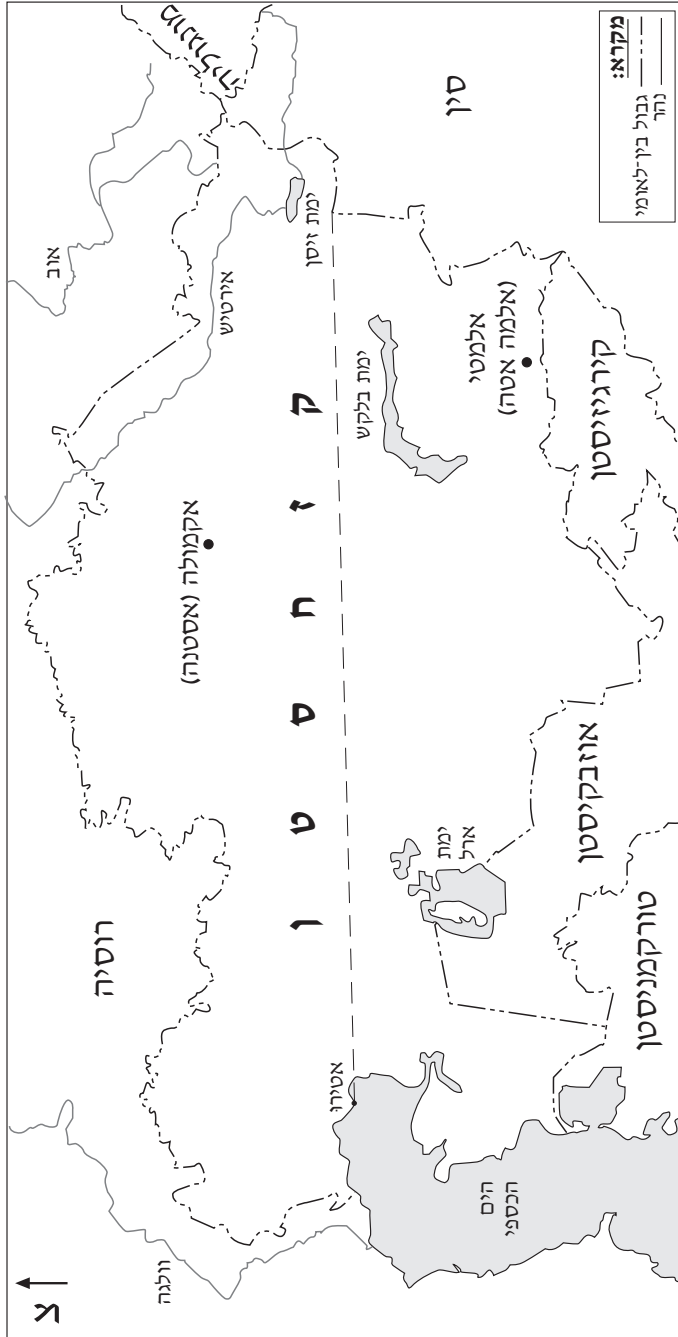 מקרא:
נהר
גבול בין-לאומי
צ
רוסיה
מונגוליה
סין
אוב
אירטיש
וולגה
ימת זיסן
אקמולה (אסטנה)
קזחסטן
ימת בלקש
אלמטי
(אלמה אטה)
קירגיזיסטן
אוזבקיסטן
טורקמניסטן
ימת
ארל
אטירו
הים
הכספי